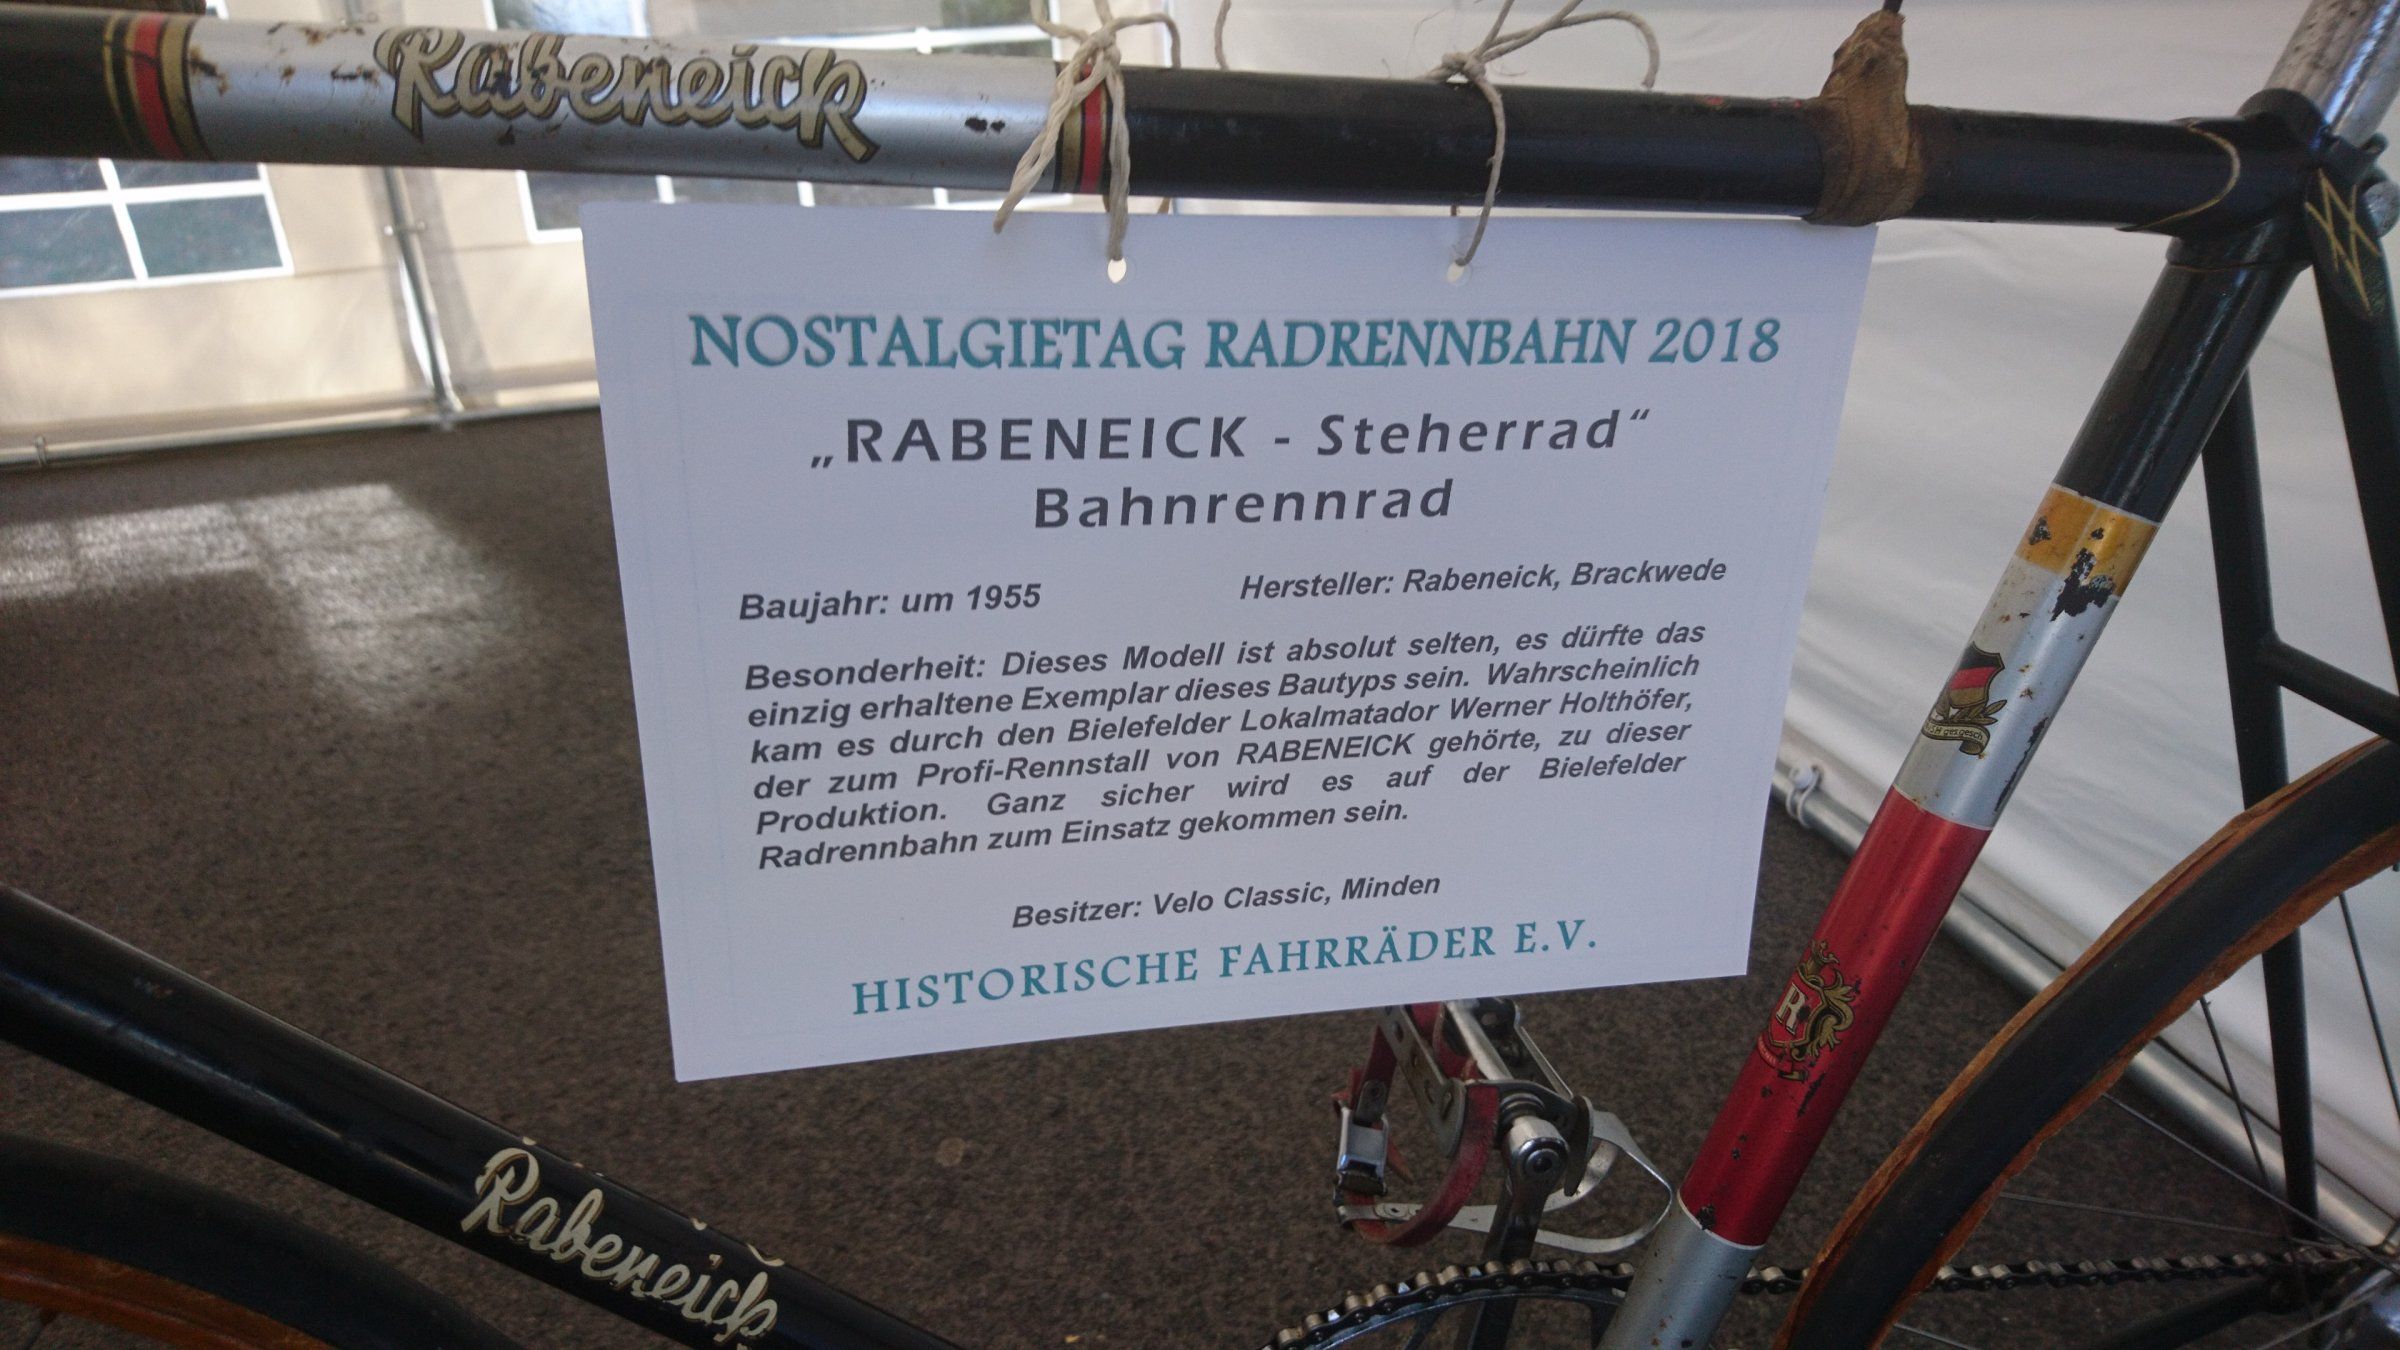 Rabeneick
NOSTALGIETAG RADRENNBAHN 2018
„RABENEICK - Steherrad“
Bahnrennrad
Baujahr: um 1955
Hersteller: Rabeneick, Brackwede
Besonderheit: Dieses Modell ist absolut selten, es dürfte das
einzig erhaltene Exemplar dieses Bautyps sein. Wahrscheinlich
kam es durch den Bielefelder Lokalmatador Werner Holthöfer,
der zum Profi-Rennstall von RABENEICK gehörte, zu dieser
Produktion. Ganz sicher wird es auf der Bielefelder
Radrennbahn zum Einsatz gekommen sein.
Besitzer: Velo Classic, Minden
HISTORISCHE FAHRRÄDER E.V.
R
Rabeneick